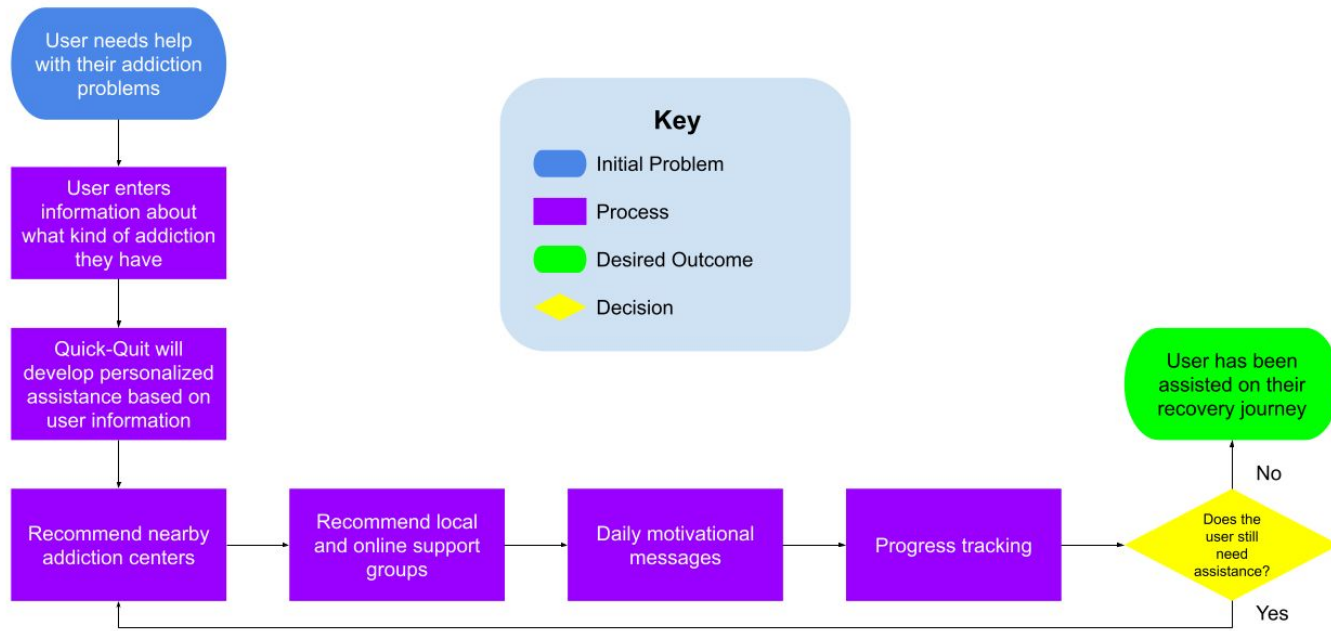 User needs help
with their addiction
problems
User enters
information about
what kind of addiction
they have
Quick-Quit will
develop personalized
assistance based on
user information
Recommend nearby
addiction centers
Recommend local
and online support
groups
Daily motivational
messages
Progress tracking
Does the
user still
need
assistance?
Yes
No
User has been
assisted on their
recovery journey
Key
Initial Problem
Process
Desired Outcome
Decision